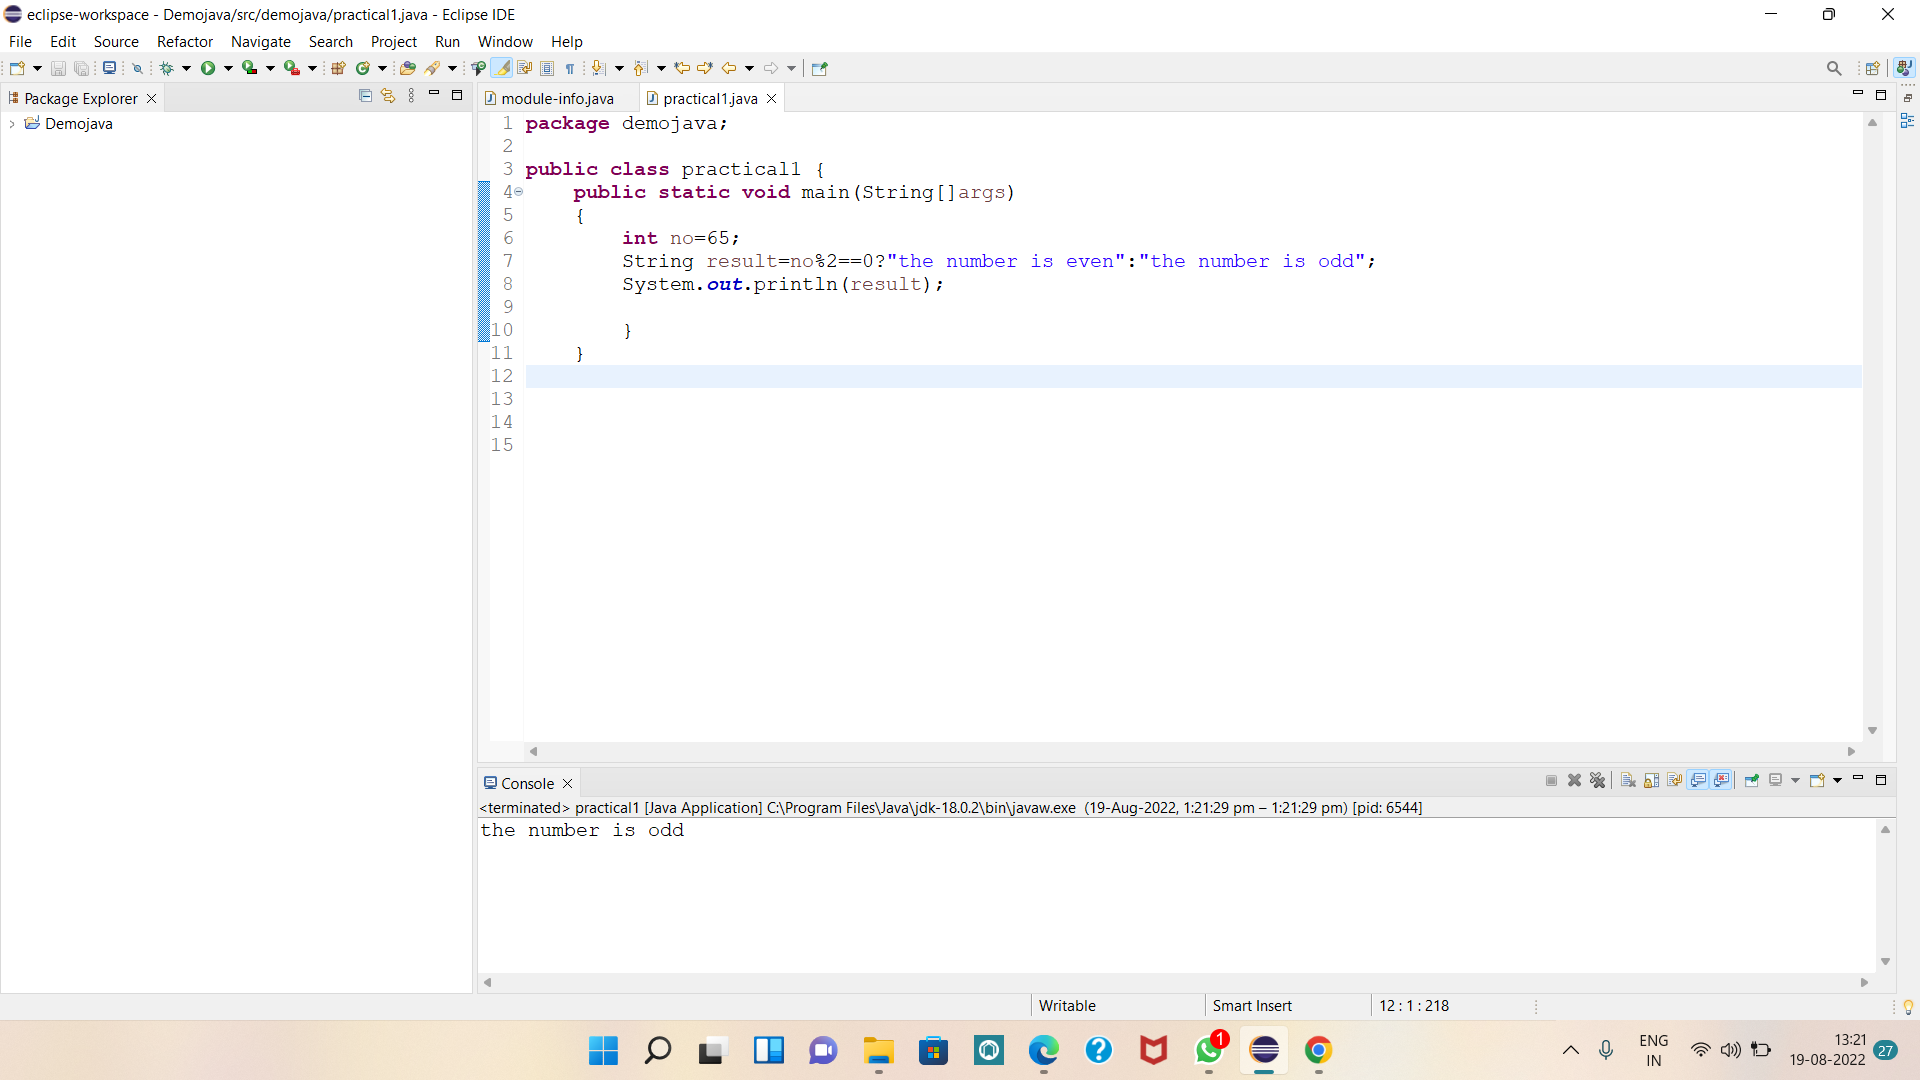 eclipse-workspace - Demojava/src/demojava/practical1.java - Eclipse IDE
File Edit Source Refactor Navigate Search Project Run Window Help
Package Explorer
module-info.java practical1.java
Demojava
1 package demojava;
2
3 public class practical1 {
4 public static void main(String[]args)
5 {
6 int no=65;
7 String result=no%2==0?"the number is even":"the number is odd";
8 System.out.println(result);
9
10 }
11 }
12
13
14
15
Console
<terminated> practical1 [Java Application] C:\Program Files\Java\jdk-18.0.2\bin\javaw.exe (19-Aug-2022, 1:21:29 pm – 1:21:29 pm) [pid: 6544]
the number is odd
Writable Smart Insert 12 : 1 : 218
1
ENG
IN
13:21
19-08-2022
27